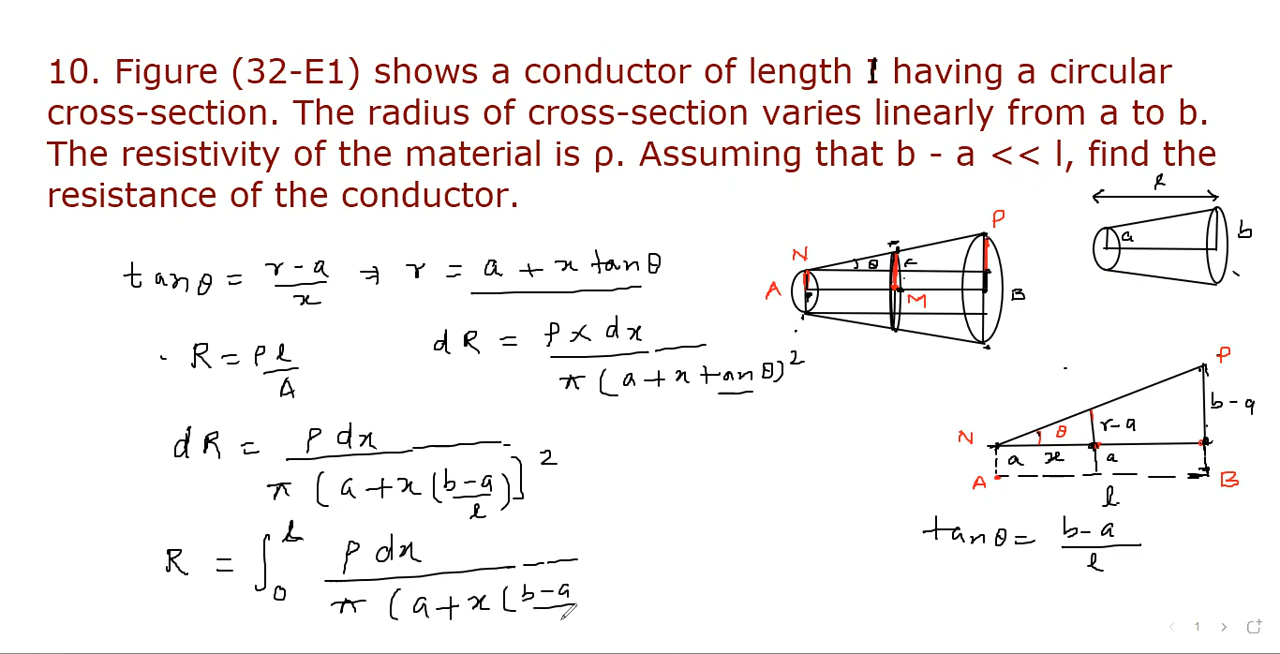 10. Figure (32-E1) shows a conductor of length l having a circular
cross-section. The radius of cross-section varies linearly from a to b.
The resistivity of the material is ρ. Assuming that b - a << l, find the
resistance of the conductor.
l
a
b
P
N
θ
r
A
M
B
tanθ = r-a/x ⇒ r = a + x tanθ
R = ρl/A
dR = ρ × dx / π(a + x tanθ)²
P
b-a
N
θ
r-a
a x a
A
B
l
dR = ρ dx / π[a + x(b-a/l)]²
tanθ = b-a/l
R = ∫₀ˡ ρ dx / π(a + x(b-a
1